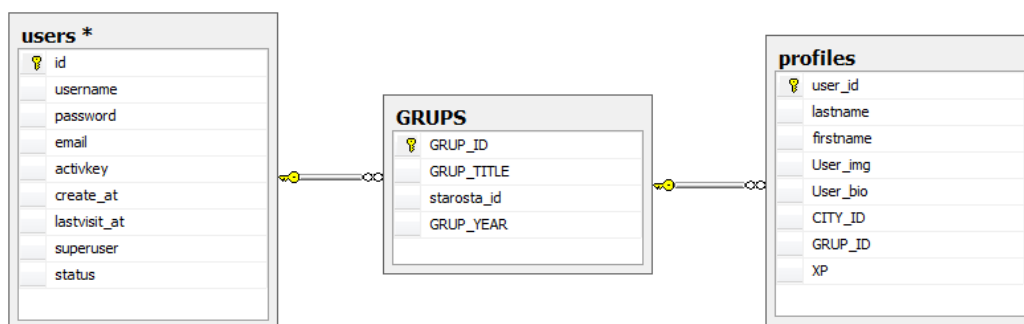 users *
id
username
password
email
activkey
create_at
lastvisit_at
superuser
status
GRUPS
GRUP_ID
GRUP_TITLE
starosta_id
GRUP_YEAR
profiles
user_id
lastname
firstname
User_img
User_bio
CITY_ID
GRUP_ID
XP